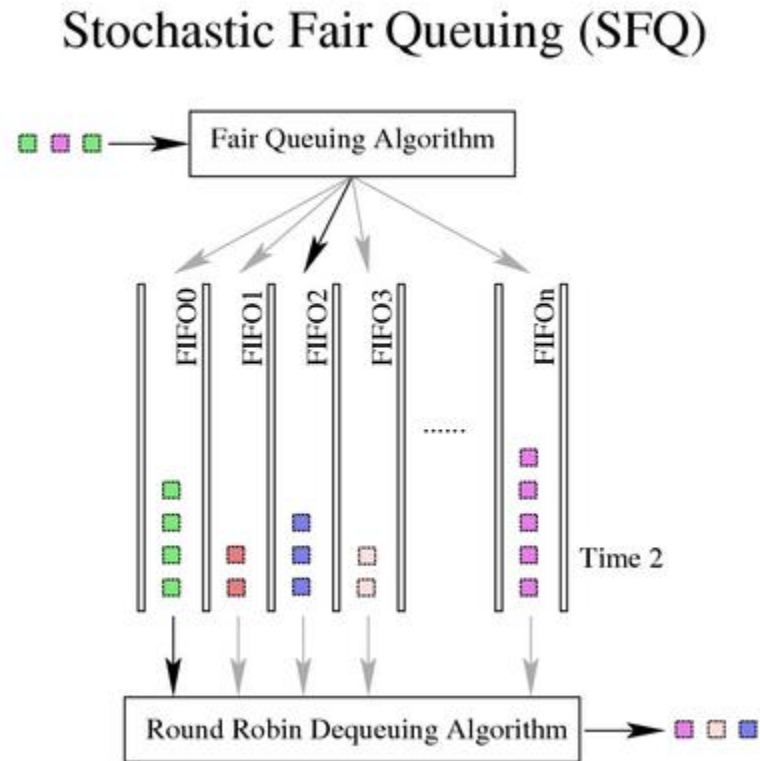 Stochastic Fair Queuing (SFQ)
Fair Queuing Algorithm
FIFO0
FIFO1
FIFO2
FIFO3
FIFOn
......
Time 2
Round Robin Dequeuing Algorithm